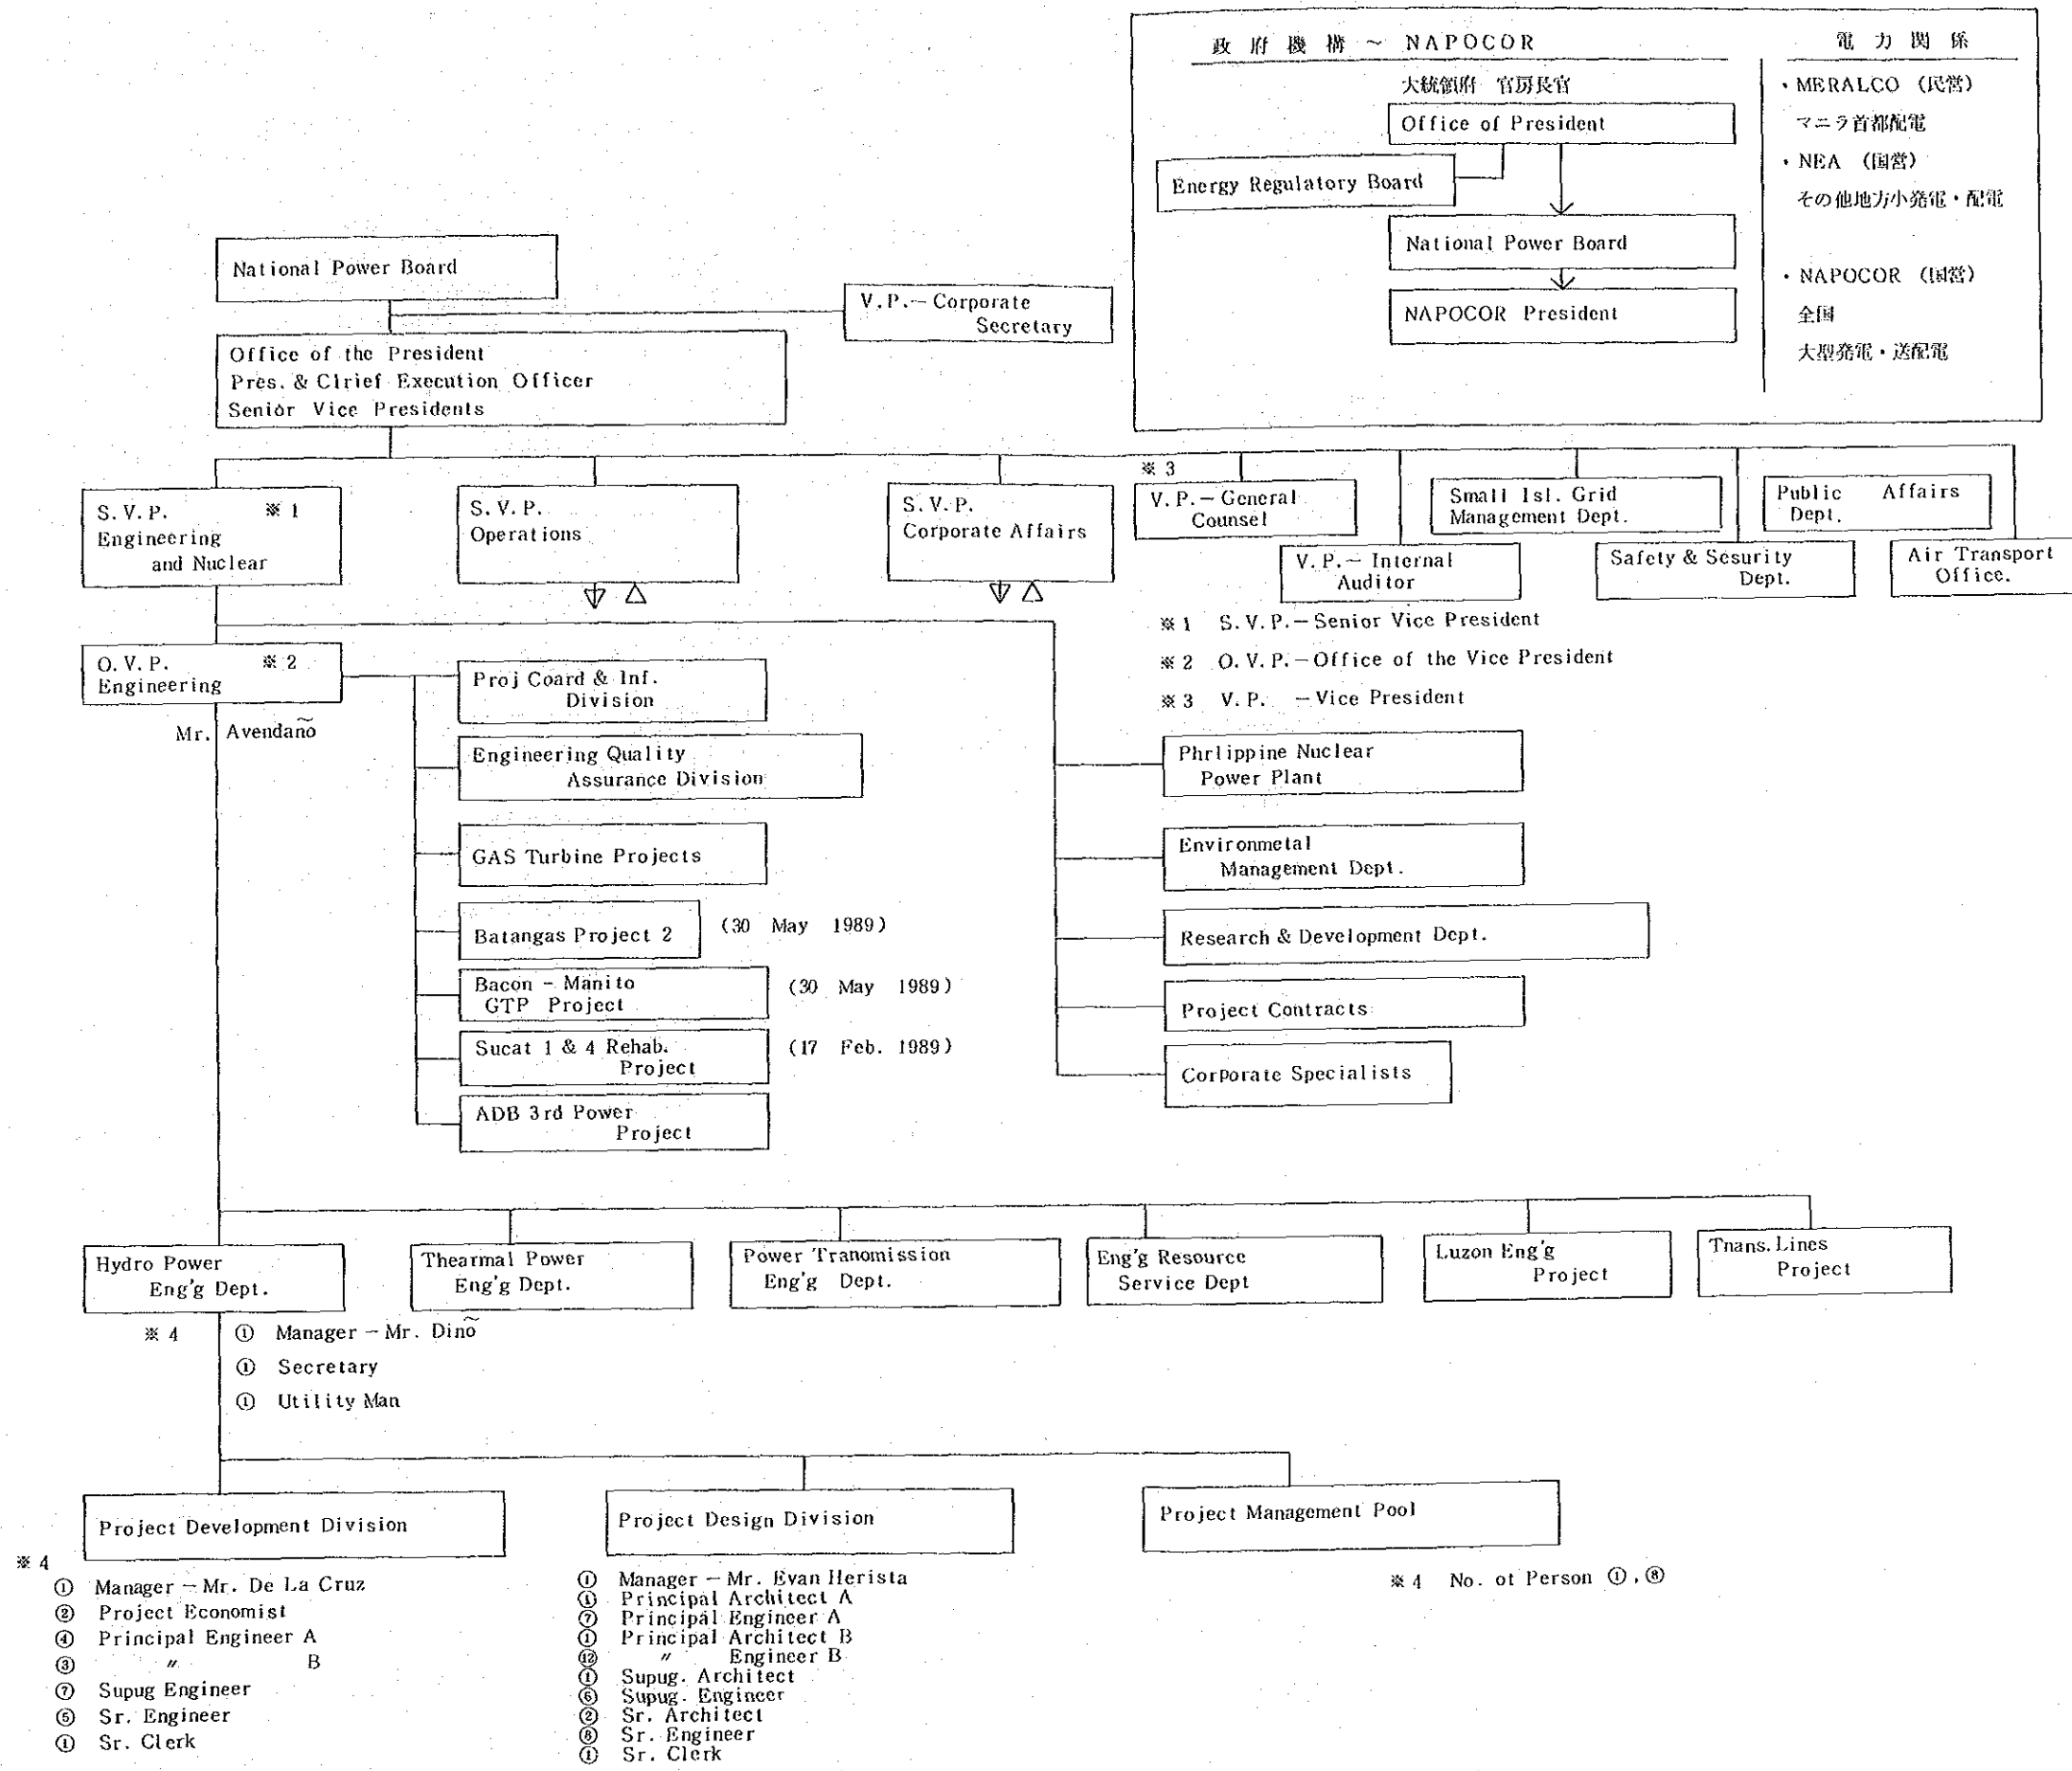 政府機構 ～ NAPOCOR
電力関係
大統領府 官房長官
Office of President
Energy Regulatory Board
National Power Board
NAPOCOR President
・MERALCO (民営)
マニラ首都配電
・NEA (国営)
その他地方小発電・配電
・NAPOCOR (国営)
全国
大型発電・送配電
National Power Board
V.P.－Corporate
Secretary
Office of the President
Pres. & Clrief Execution Officer
Senior Vice Presidents
S.V.P. ※1
Engineering
and Nuclear
S.V.P.
Operations
S.V.P.
Corporate Affairs
※3
V.P.－General
Counsel
V.P.－Internal
Auditor
Small Isl. Grid
Management Dept.
Safety & Sesurity
Dept.
Public Affairs
Dept.
Air Transport
Office.
※1 S.V.P.－Senior Vice President
※2 O.V.P.－Office of the Vice President
※3 V.P. －Vice President
O.V.P. ※2
Engineering
Mr. Avendanõ
Proj Coard & Inf.
Division
Engineering Quality
Assurance Division
GAS Turbine Projects
Batangas Project 2 (30 May 1989)
Bacon - Manito
GTP Project
(30 May 1989)
Sucat 1 & 4 Rehab.
Project
(17 Feb. 1989)
ADB 3rd Power
Project
Phrlippine Nuclear
Power Plant
Environmetal
Management Dept.
Research & Development Dept.
Project Contracts
Corporate Specialists
Hydro Power
Eng'g Dept.
Thearmal Power
Eng'g Dept.
Power Tranomission
Eng'g Dept.
Eng'g Resource
Service Dept
Luzon Eng'g
Project
Tnans. Lines
Project
※4 ① Manager－Mr. Dinõ
① Secretary
① Utility Man
Project Development Division
※4
① Manager－Mr. De La Cruz
② Project Economist
④ Principal Engineer A
③ 〃 B
⑦ Supug Engineer
⑤ Sr. Engineer
① Sr. Clerk
Project Design Division
① Manager－Mr. Evan Herista
① Principal Architect A
⑦ Principal Engineer A
① Principal Architect B
⑫ 〃 Engineer B
① Supug. Architect
⑥ Supug. Engineer
② Sr. Architect
⑧ Sr. Engineer
① Sr. Clerk
Project Management Pool
※4 No. ot Person ①,⑧